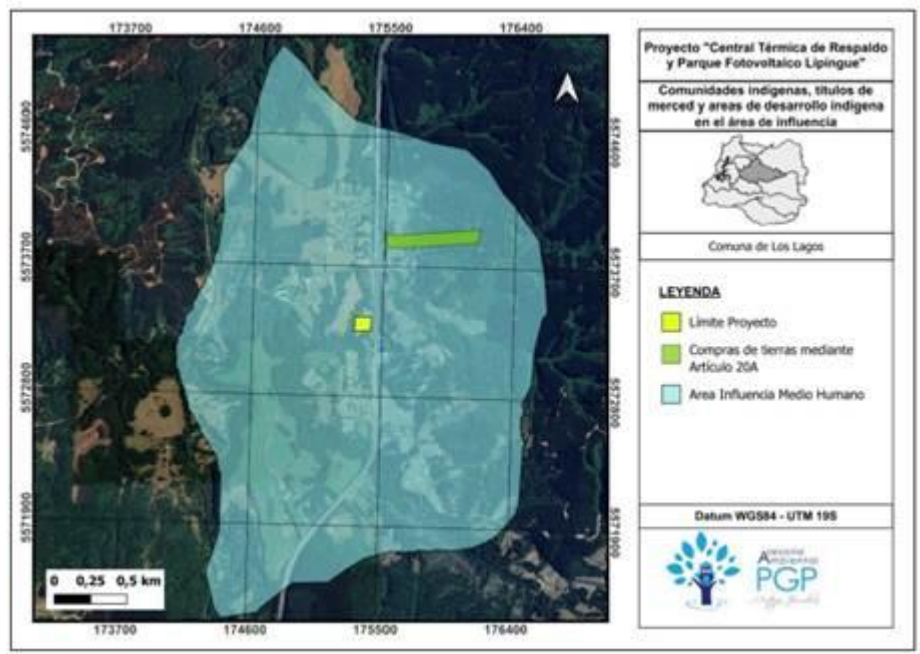 173700 174600 175500 176400
5574600
5573700
5572800
5571900
5574600
5573700
5572800
5571900
0 0,25 0,5 km
173700 174600 175500 176400
Proyecto "Central Térmica de Respaldo
y Parque Fotovoltaico Lipingue"
Comunidades indígenas, títulos de
merced y areas de desarrollo indígena
en el área de influencia
Comuna de Los Lagos
LEYENDA
Límite Proyecto
Compras de tierras mediante
Artículo 20A
Area Influencia Medio Humano
Datum WGS84 - UTM 19S
Ambiental
PGP